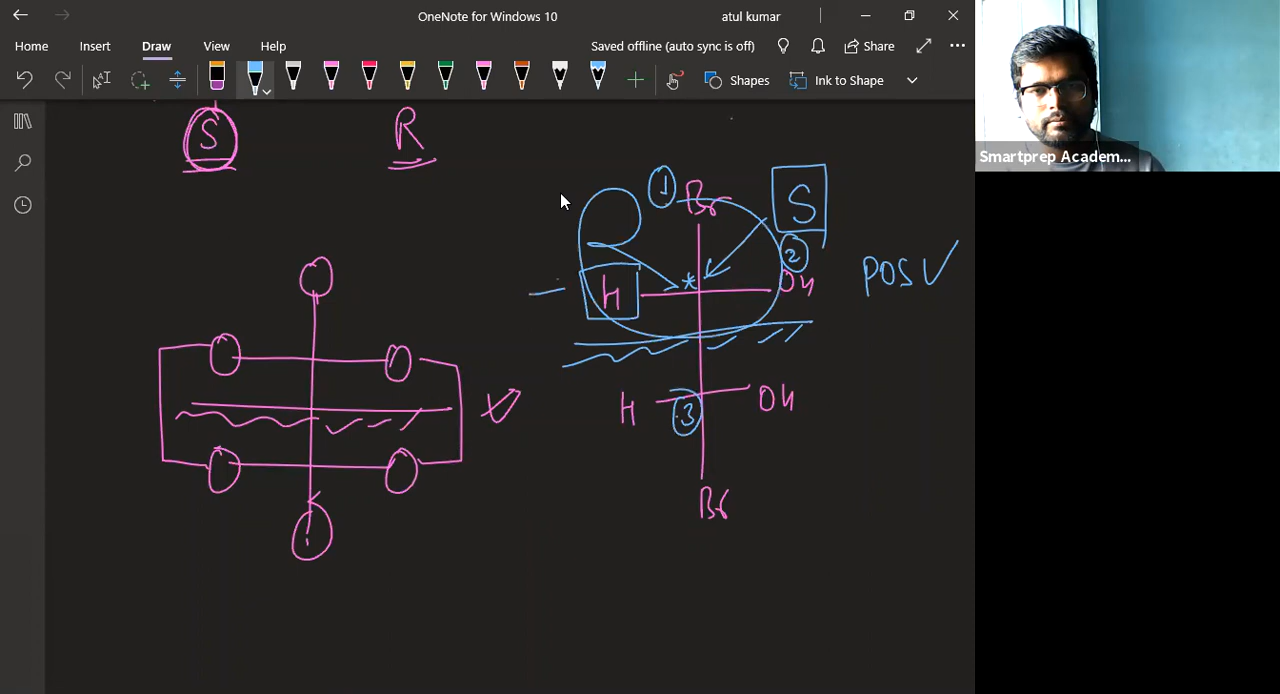 OneNote for Windows 10
atul kumar
Home
Insert
Draw
View
Help
Saved offline (auto sync is off)
Share
Shapes
Ink to Shape
Smartprep Academ...
S
R
1
Br
S
2
H
OH
POS
H
3
OH
Br